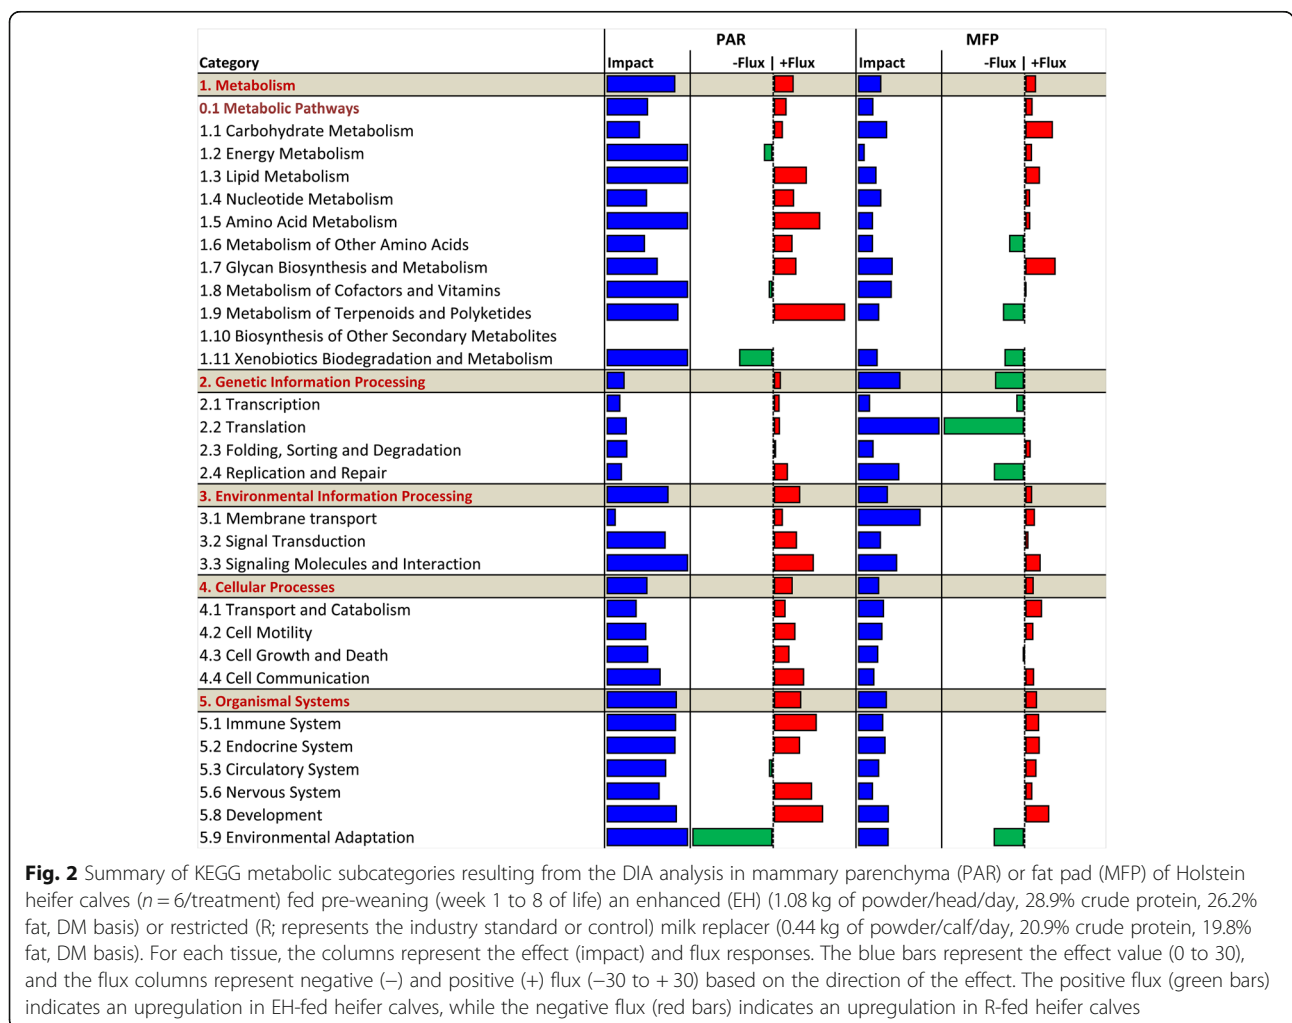 PAR MFP
Category Impact -Flux | +Flux Impact -Flux | +Flux
1. Metabolism
0.1 Metabolic Pathways
1.1 Carbohydrate Metabolism
1.2 Energy Metabolism
1.3 Lipid Metabolism
1.4 Nucleotide Metabolism
1.5 Amino Acid Metabolism
1.6 Metabolism of Other Amino Acids
1.7 Glycan Biosynthesis and Metabolism
1.8 Metabolism of Cofactors and Vitamins
1.9 Metabolism of Terpenoids and Polyketides
1.10 Biosynthesis of Other Secondary Metabolites
1.11 Xenobiotics Biodegradation and Metabolism
2. Genetic Information Processing
2.1 Transcription
2.2 Translation
2.3 Folding, Sorting and Degradation
2.4 Replication and Repair
3. Environmental Information Processing
3.1 Membrane transport
3.2 Signal Transduction
3.3 Signaling Molecules and Interaction
4. Cellular Processes
4.1 Transport and Catabolism
4.2 Cell Motility
4.3 Cell Growth and Death
4.4 Cell Communication
5. Organismal Systems
5.1 Immune System
5.2 Endocrine System
5.3 Circulatory System
5.6 Nervous System
5.8 Development
5.9 Environmental Adaptation
Fig. 2 Summary of KEGG metabolic subcategories resulting from the DIA analysis in mammary parenchyma (PAR) or fat pad (MFP) of Holstein
heifer calves (n = 6/treatment) fed pre-weaning (week 1 to 8 of life) an enhanced (EH) (1.08 kg of powder/head/day, 28.9% crude protein, 26.2%
fat, DM basis) or restricted (R; represents the industry standard or control) milk replacer (0.44 kg of powder/calf/day, 20.9% crude protein, 19.8%
fat, DM basis). For each tissue, the columns represent the effect (impact) and flux responses. The blue bars represent the effect value (0 to 30),
and the flux columns represent negative (−) and positive (+) flux (−30 to + 30) based on the direction of the effect. The positive flux (green bars)
indicates an upregulation in EH-fed heifer calves, while the negative flux (red bars) indicates an upregulation in R-fed heifer calves